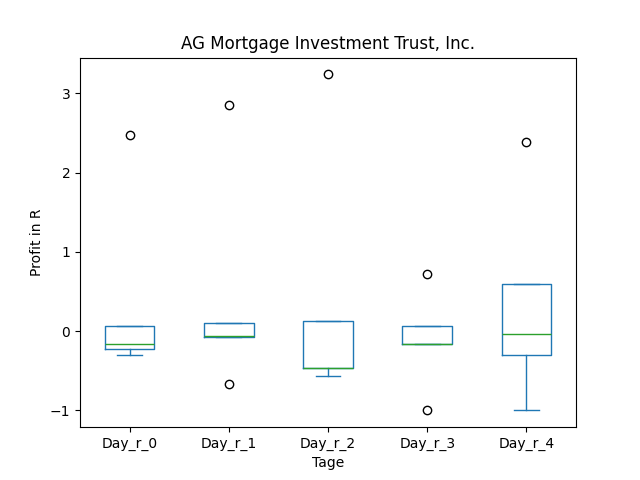 AG Mortgage Investment Trust, Inc.
Profit in R
3
2
1
0
−1
Day_r_0 Day_r_1 Day_r_2 Day_r_3 Day_r_4
Tage